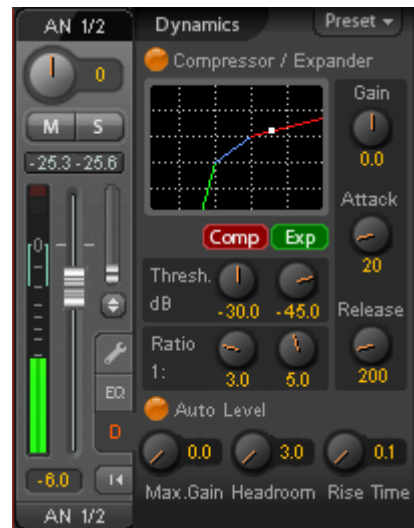 AN 1/2
Dynamics
Preset
Compressor / Expander
0
Gain
M
S
0.0
-25.3
-25.6
Attack
Comp
Exp
0
20
Thresh.
dB
-30.0
-45.0
Release
Ratio
1:
3.0
5.0
200
EQ
D
Auto Level
0.0
3.0
0.1
-6.0
Max.Gain
Headroom
Rise Time
AN 1/2